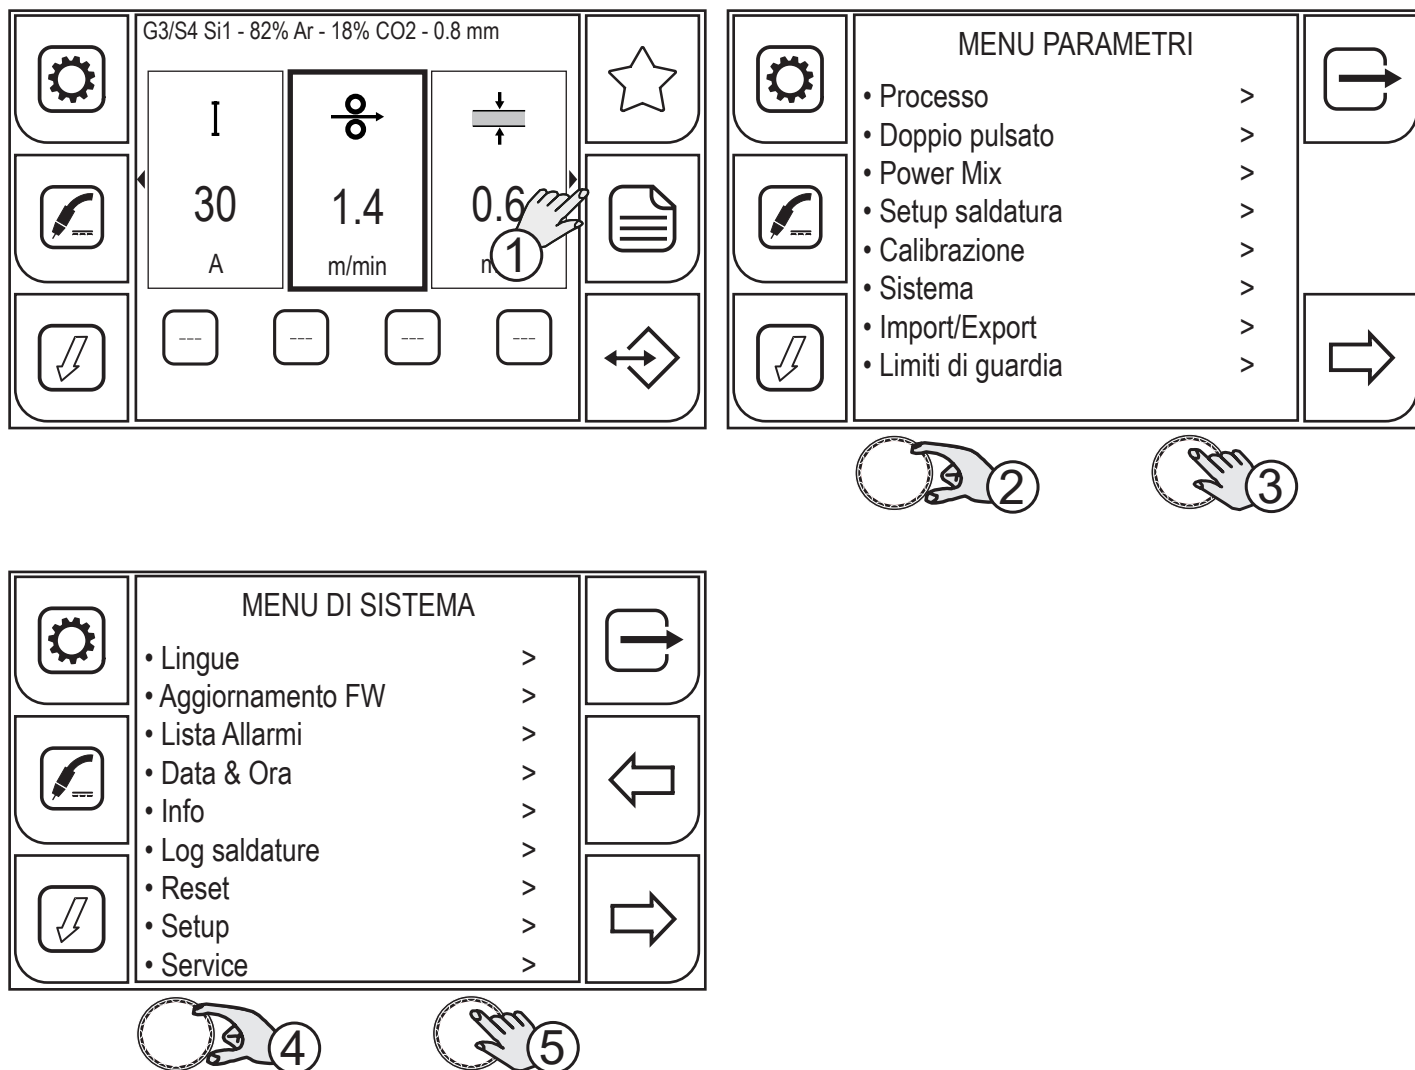 G3/S4 Si1 - 82% Ar - 18% CO2 - 0.8 mm
I
30
A
1.4
m/min
0.6
1
---
---
---
---
MENU PARAMETRI
• Processo >
• Doppio pulsato >
• Power Mix >
• Setup saldatura >
• Calibrazione >
• Sistema >
• Import/Export >
• Limiti di guardia >
2
3
MENU DI SISTEMA
• Lingue >
• Aggiornamento FW >
• Lista Allarmi >
• Data & Ora >
• Info >
• Log saldature >
• Reset >
• Setup >
• Service >
4
5